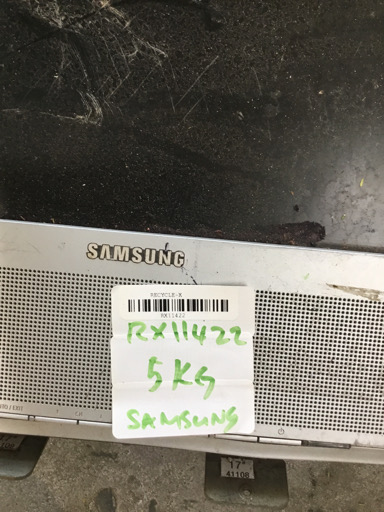 SAMSUNG
RECYCLE-R
RX11422
RX11422
5KG
SAMSUNG
17"
41108